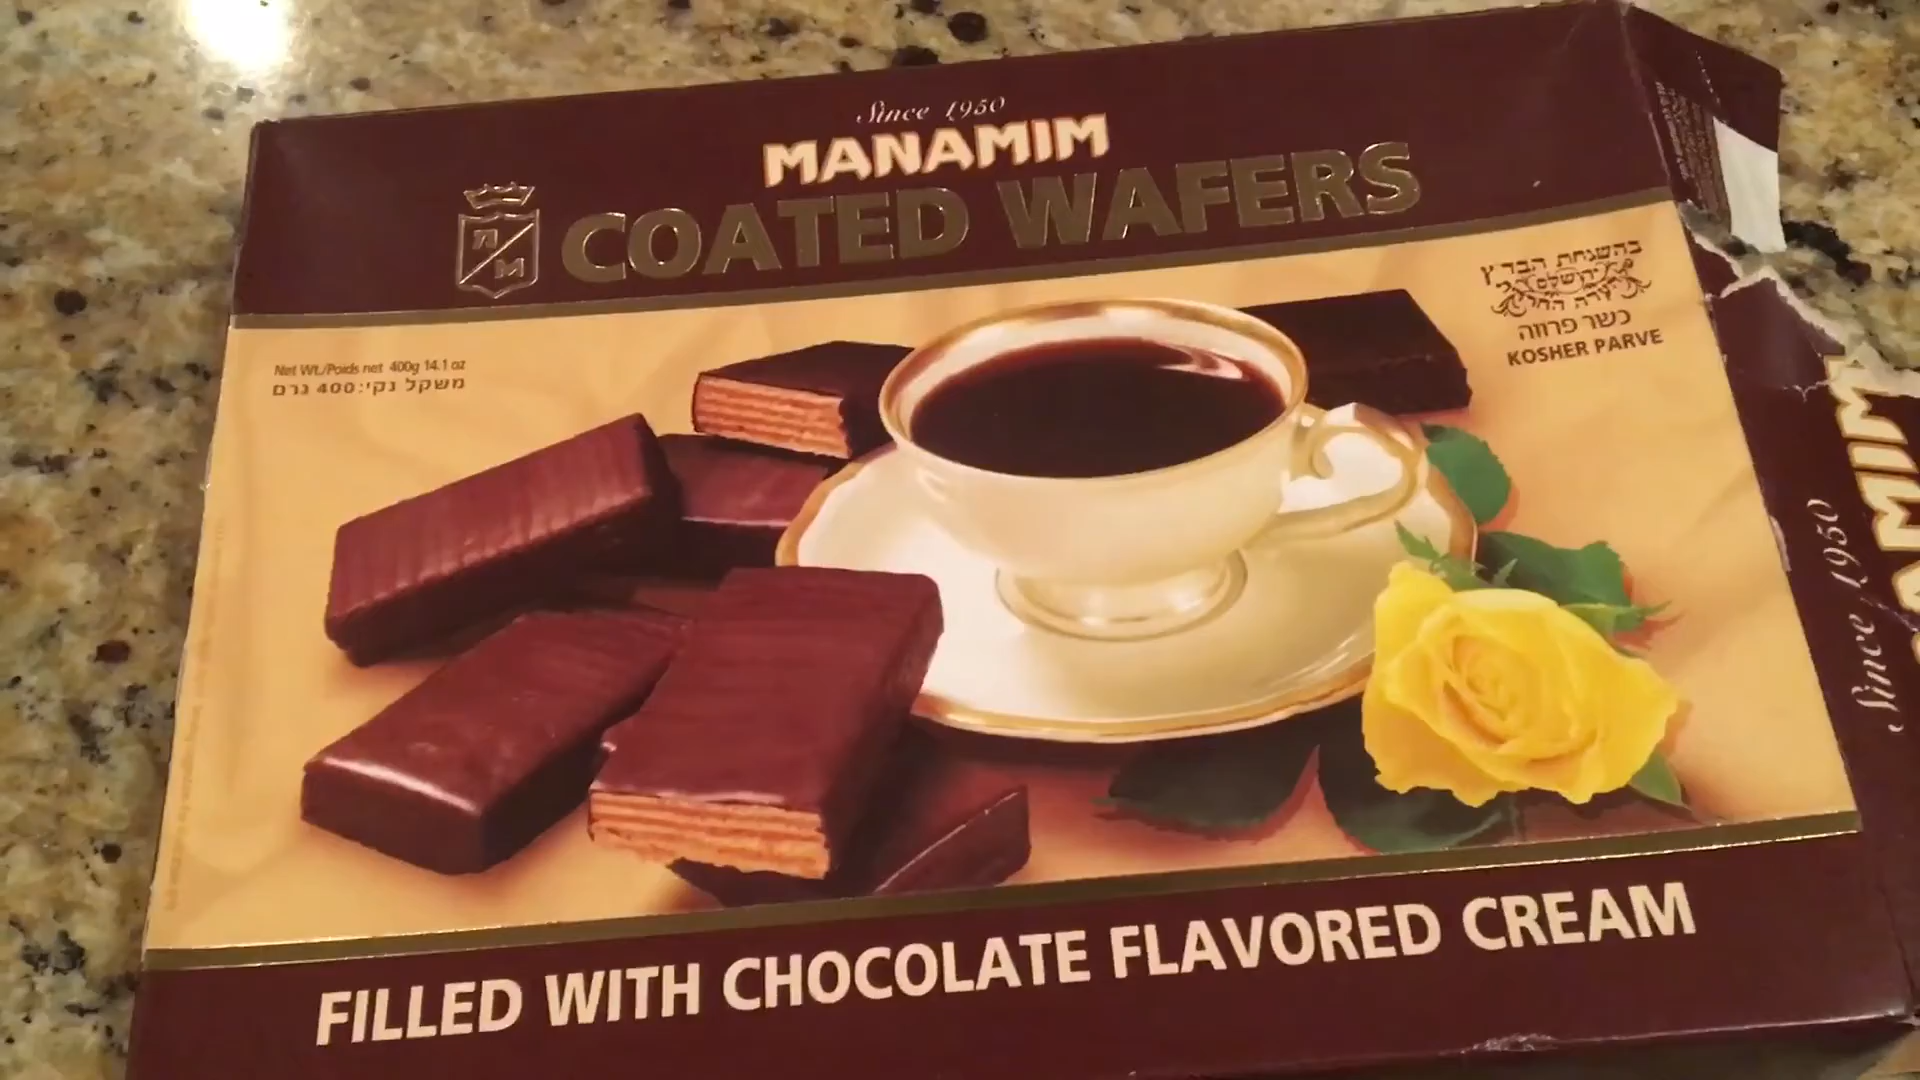 Since 1950
MANAMIM
COATED WAFERS
Net Wt./Poids net 400g 14.1 oz
משקל נקי: 400 גרם
בהשגחת הבד"ץ
ירושלם
כשר פרווה
KOSHER PARVE
FILLED WITH CHOCOLATE FLAVORED CREAM
Since 1950